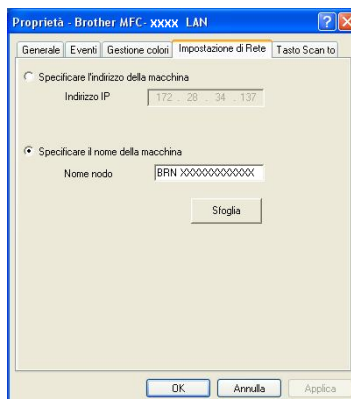 Proprietà - Brother MFC- XXXX LAN
Generale Eventi Gestione colori Impostazione di Rete Tasto Scan to
Specificare l'indirizzo della macchina
Indirizzo IP 172 . 28 . 34 . 137
Specificare il nome della macchina
Nome nodo BRN XXXXXXXXXXXX
Sfoglia
OK Annulla Applica